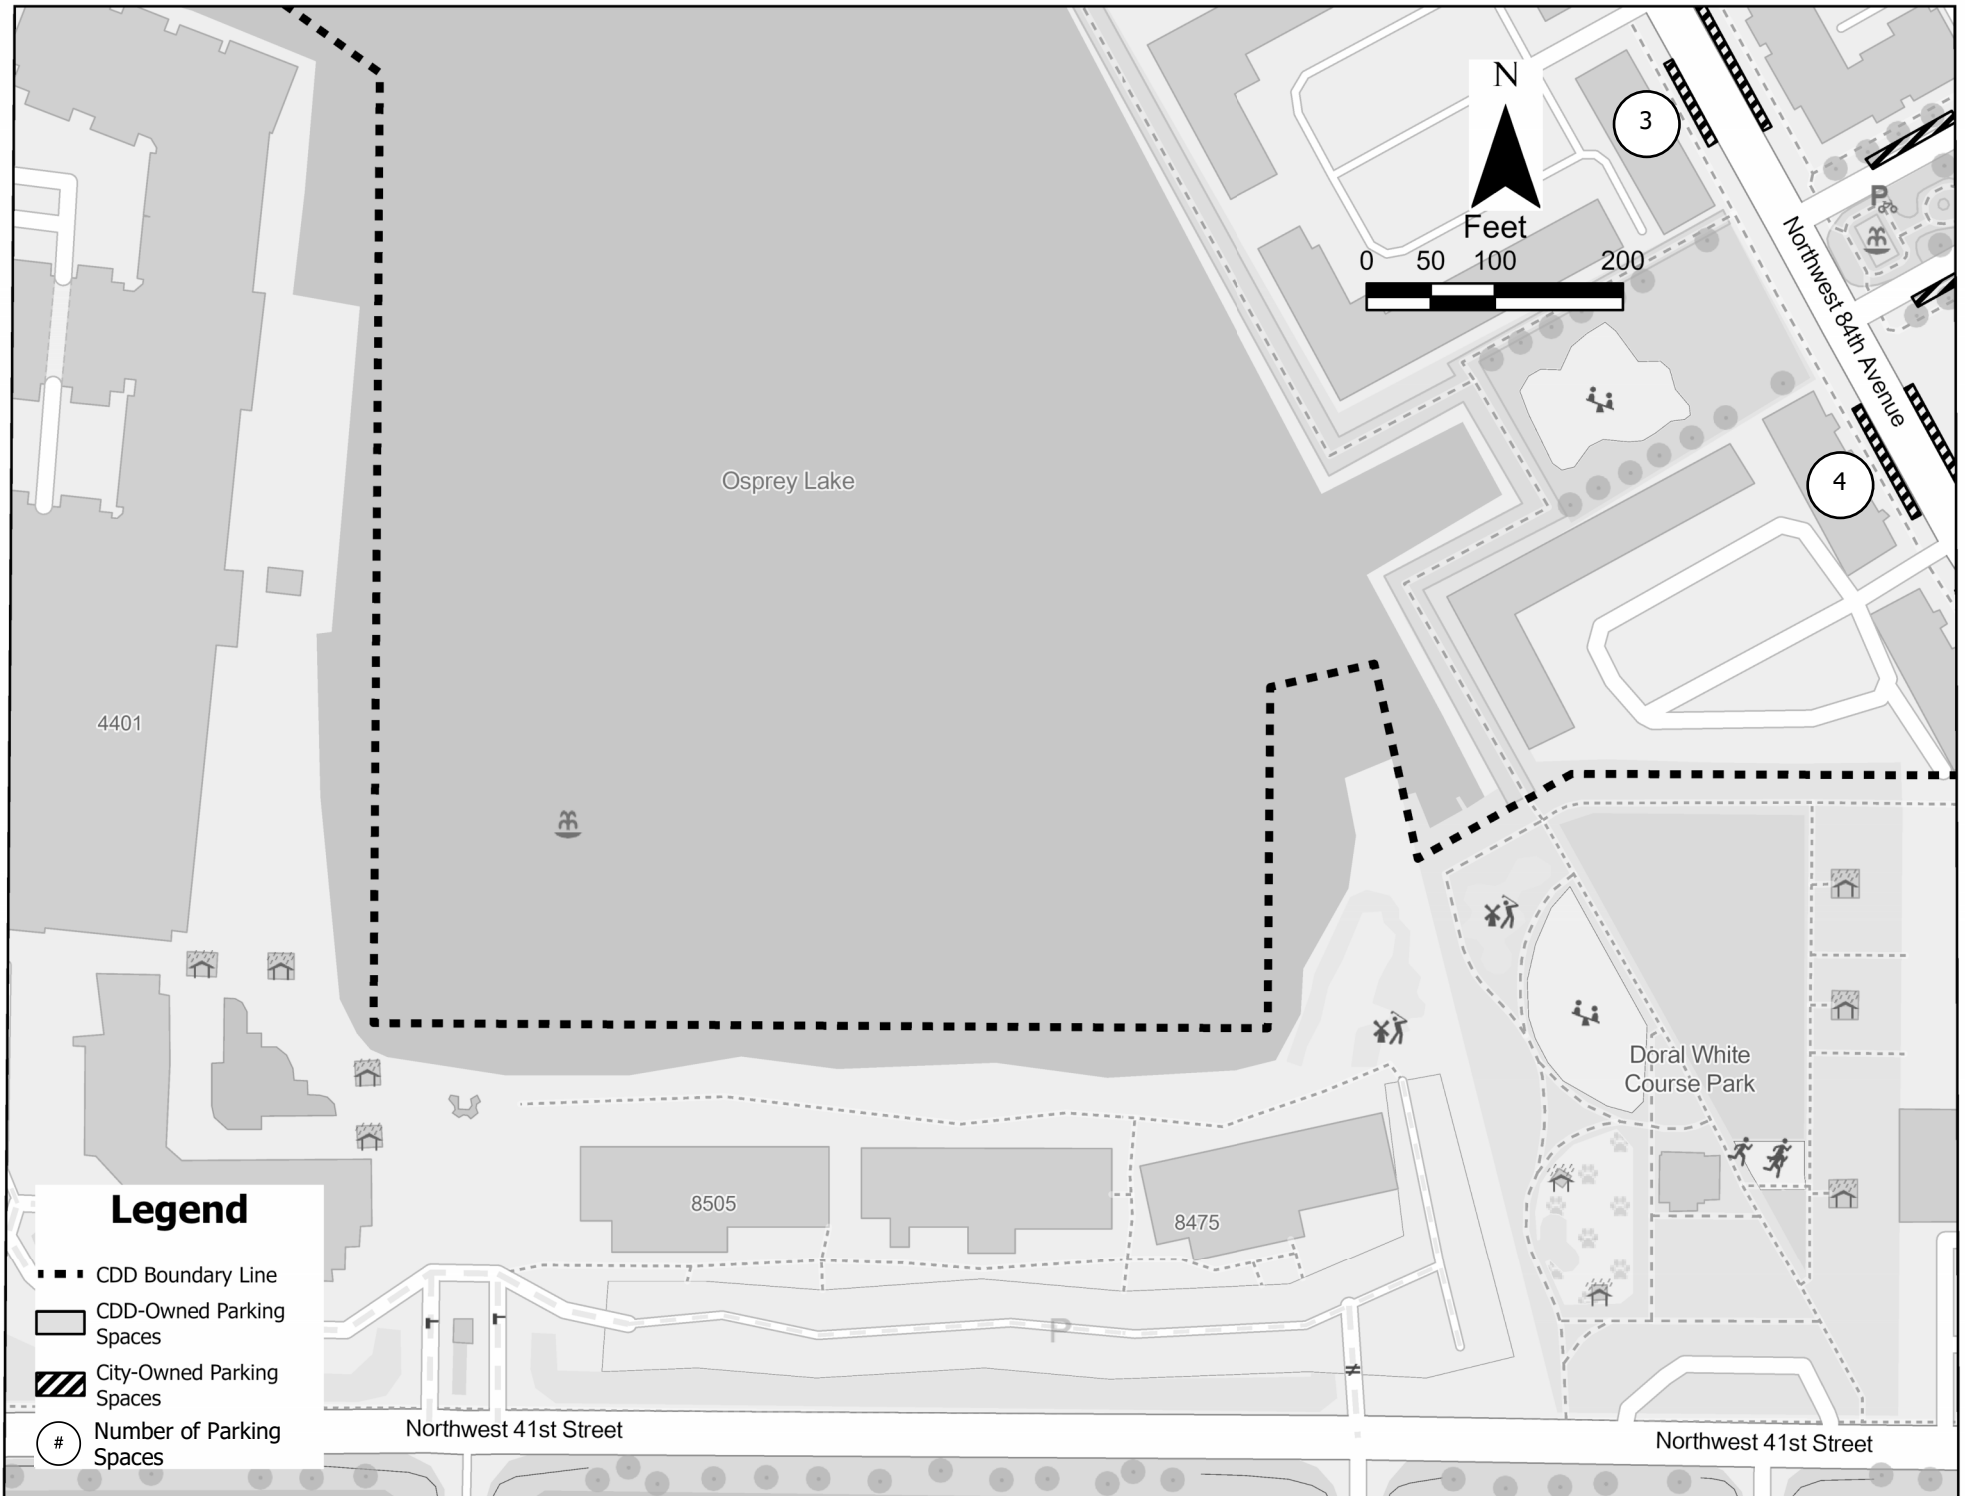 N
Feet
0 50 100 200
3
P
Northwest 84th Avenue
4
Osprey Lake
4401
Doral White
Course Park
8505
8475
P
Legend
CDD Boundary Line
CDD-Owned Parking
Spaces
City-Owned Parking
Spaces
# Number of Parking
Spaces
Northwest 41st Street
Northwest 41st Street